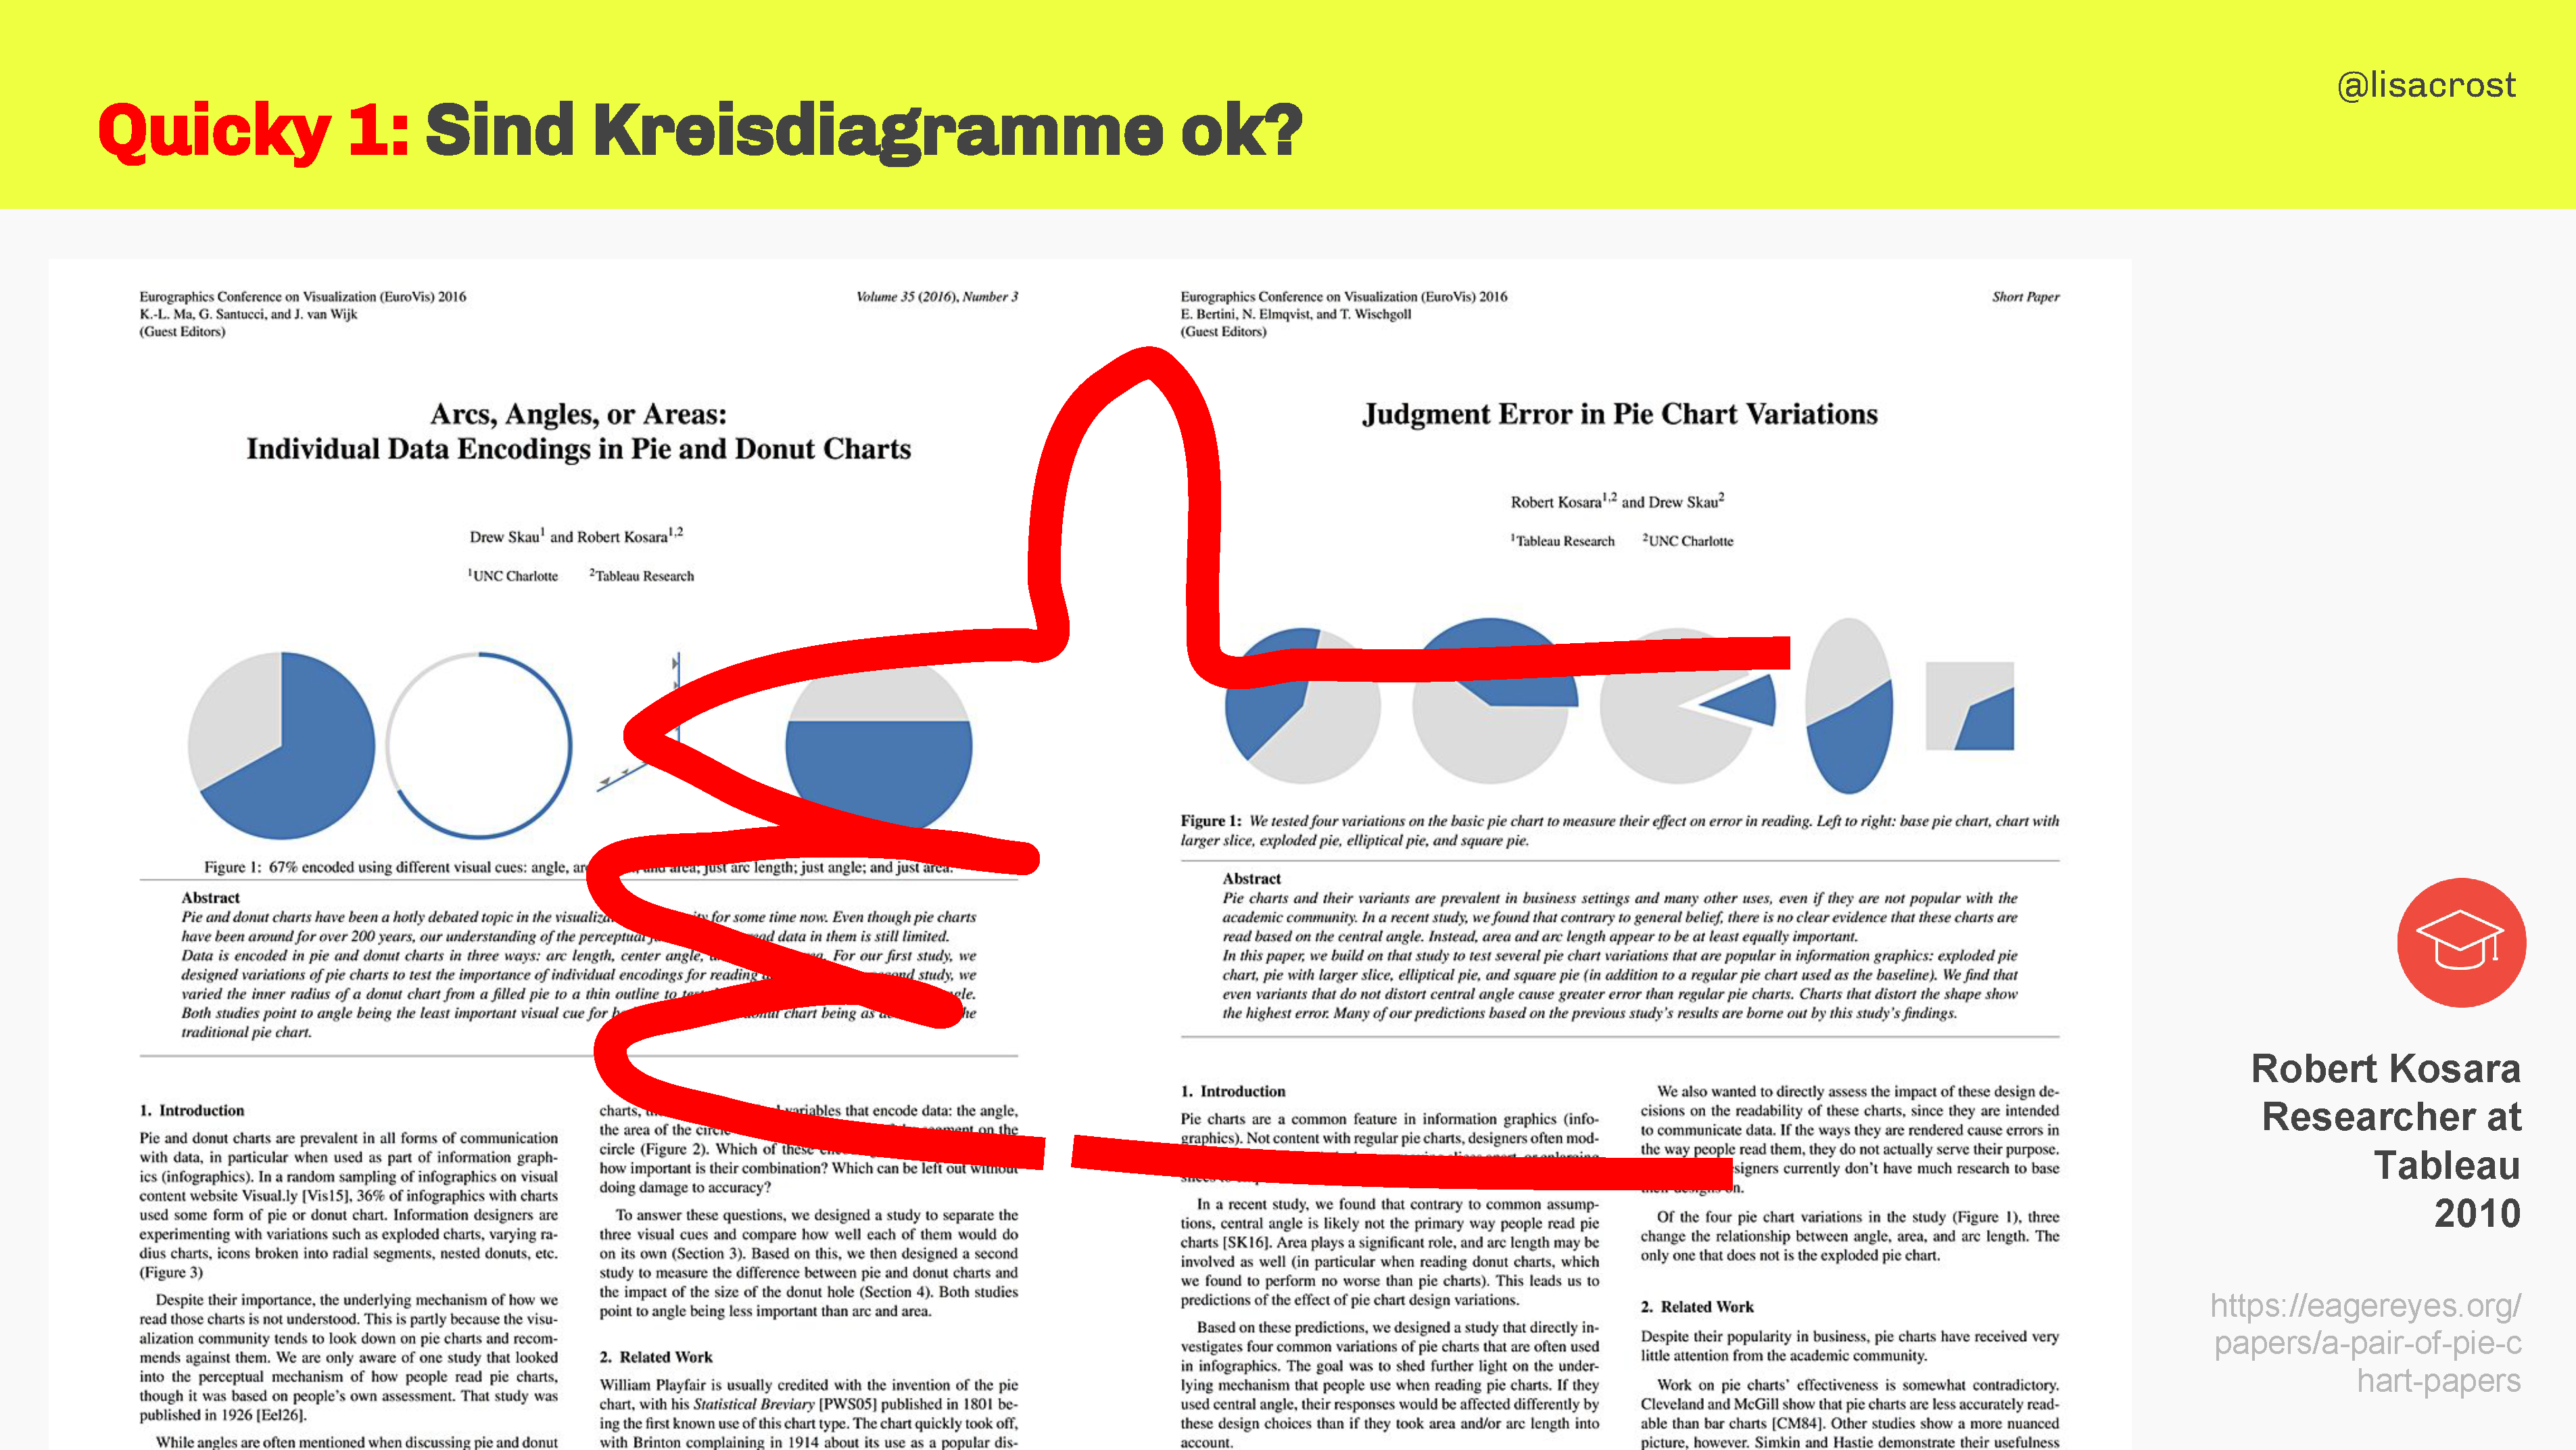 Quicky 1: Sind Kreisdiagramme ok?
@lisacrost
Eurographics Conference on Visualization (EuroVis) 2016
Volume 35 (2016), Number 3
K.-L. Ma, G. Santucci, and J. van Wijk
(Guest Editors)
Arcs, Angles, or Areas:
Individual Data Encodings in Pie and Donut Charts
Drew Skau1 and Robert Kosara1,2
1UNC Charlotte 2Tableau Research
Figure 1: 67% encoded using different visual cues: angle, area, just arc length; just angle; and just area.
Abstract
Pie and donut charts have been a hotly debated topic in the for some time now. Even though pie charts
have been around for over 200 years, our understanding of the data in them is still limited.
Data is encoded in pie and donut charts in three ways: arc length, center angle, For our first study, we
designed variations of pie charts to test the importance of individual encodings for reading study, we
varied the inner radius of a donut chart from a filled pie to a thin outline to
Both studies point to angle being the least important visual cue for chart being as
traditional pie chart.
1. Introduction
Pie and donut charts are prevalent in all forms of communication
with data, in particular when used as part of information graph-
ics (infographics). In a random sampling of infographics on visual
content website Visual.ly [Vis15], 36% of infographics with charts
used some form of pie or donut chart. Information designers are
experimenting with variations such as exploded charts, varying ra-
dius charts, icons broken into radial segments, nested donuts, etc.
(Figure 3)
Despite their importance, the underlying mechanism of how we
read those charts is not understood. This is partly because the visu-
alization community tends to look down on pie charts and recom-
mends against them. We are only aware of one study that looked
into the perceptual mechanism of how people read pie charts,
though it was based on people's own assessment. That study was
published in 1926 [Eel26].
While angles are often mentioned when discussing pie and donut
charts, variables that encode data: the angle,
the area of the on the
circle (Figure 2). Which of these
how important is their combination? Which can be left out without
doing damage to accuracy?
To answer these questions, we designed a study to separate the
three visual cues and compare how well each of them would do
on its own (Section 3). Based on this, we then designed a second
study to measure the difference between pie and donut charts and
the impact of the size of the donut hole (Section 4). Both studies
point to angle being less important than arc and area.
2. Related Work
William Playfair is usually credited with the invention of the pie
chart, with his Statistical Breviary [PWS05] published in 1801 be-
ing the first known use of this chart type. The chart quickly took off,
with Brinton complaining in 1914 about its use as a popular dis-
Eurographics Conference on Visualization (EuroVis) 2016
Short Paper
E. Bertini, N. Elmqvist, and T. Wischgoll
(Guest Editors)
Judgment Error in Pie Chart Variations
Robert Kosara1,2 and Drew Skau2
1Tableau Research 2UNC Charlotte
Figure 1: We tested four variations on the basic pie chart to measure their effect on error in reading. Left to right: base pie chart, chart with
larger slice, exploded pie, elliptical pie, and square pie.
Abstract
Pie charts and their variants are prevalent in business settings and many other uses, even if they are not popular with the
academic community. In a recent study, we found that contrary to general belief, there is no clear evidence that these charts are
read based on the central angle. Instead, area and arc length appear to be at least equally important.
In this paper, we build on that study to test several pie chart variations that are popular in information graphics: exploded pie
chart, pie with larger slice, elliptical pie, and square pie (in addition to a regular pie chart used as the baseline). We find that
even variants that do not distort central angle cause greater error than regular pie charts. Charts that distort the shape show
the highest error. Many of our predictions based on the previous study's results are borne out by this study's findings.
1. Introduction
Pie charts are a common feature in information graphics (info-
graphics). Not content with regular pie charts, designers often mod-
In a recent study, we found that contrary to common assump-
tions, central angle is likely not the primary way people read pie
charts [SK16]. Area plays a significant role, and arc length may be
involved as well (in particular when reading donut charts, which
we found to perform no worse than pie charts). This leads us to
predictions of the effect of pie chart design variations.
Based on these predictions, we designed a study that directly in-
vestigates four common variations of pie charts that are often used
in infographics. The goal was to shed further light on the under-
lying mechanism that people use when reading pie charts. If they
used central angle, their responses would be affected differently by
these design choices than if they took area and/or arc length into
account.
We also wanted to directly assess the impact of these design de-
cisions on the readability of these charts, since they are intended
to communicate data. If the ways they are rendered cause errors in
the way people read them, they do not actually serve their purpose.
currently don't have much research to base
Of the four pie chart variations in the study (Figure 1), three
change the relationship between angle, area, and arc length. The
only one that does not is the exploded pie chart.
2. Related Work
Despite their popularity in business, pie charts have received very
little attention from the academic community.
Work on pie charts' effectiveness is somewhat contradictory.
Cleveland and McGill show that pie charts are less accurately read-
able than bar charts [CM84]. Other studies show a more nuanced
picture, however. Simkin and Hastie demonstrate their usefulness
Robert Kosara
Researcher at
Tableau
2010
https://eagereyes.org/
papers/a-pair-of-pie-c
hart-papers